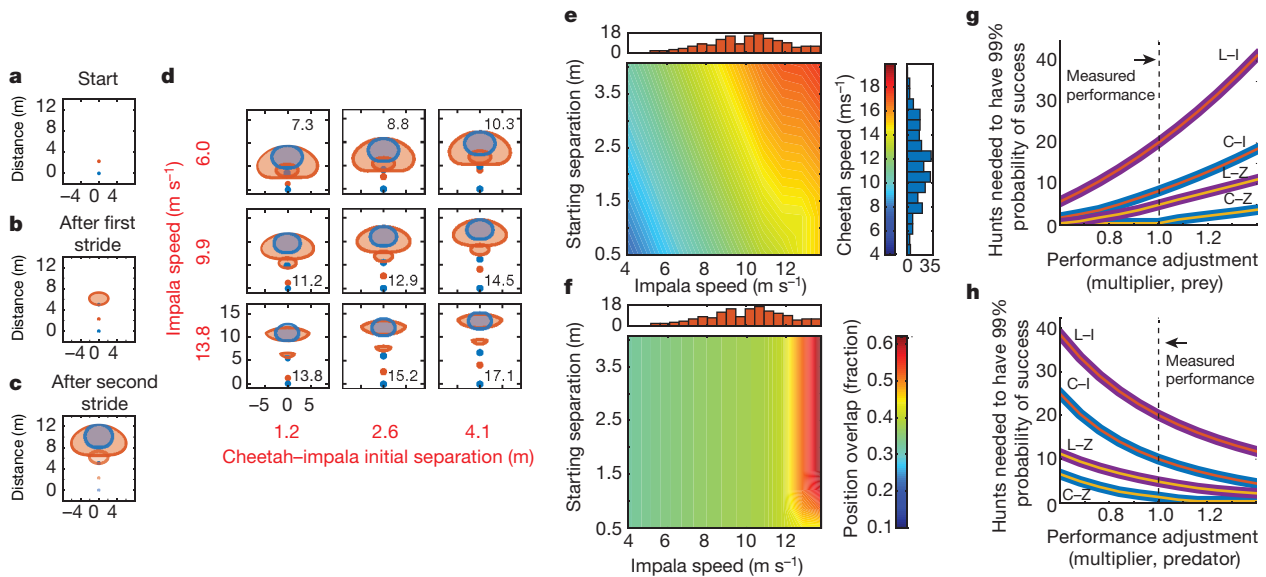 a
Start
Distance (m)
12
8
4
0
−4 0 4
b
After first
stride
Distance (m)
12
8
4
0
−4 0 4
c
After second
stride
Distance (m)
12
8
4
0
−4 0 4
d
Impala speed (m s⁻¹)
6.0
9.9
13.8
7.3
8.8
10.3
11.2
12.9
14.5
15
10
5
0
13.8
15.2
17.1
−5 0 5
1.2
2.6
4.1
Cheetah–impala initial separation (m)
e
18
0
Starting separation (m)
3.5
2.5
1.5
0.5
4 6 8 10 12
Impala speed (m s⁻¹)
Cheetah speed (ms⁻¹)
18
16
14
12
10
8
6
4
0 35
f
18
0
Starting separation (m)
3.5
2.5
1.5
0.5
4 6 8 10 12
Impala speed (m s⁻¹)
Position overlap (fraction)
0.6
0.5
0.4
0.3
0.2
0.1
g
Hunts needed to have 99%
probability of success
40
30
20
10
0
Measured
performance
L–I
C–I
L–Z
C–Z
0.8 1.0 1.2
Performance adjustment
(multiplier, prey)
h
Hunts needed to have 99%
probability of success
40
30
20
10
0
L–I
C–I
L–Z
C–Z
Measured
performance
0.8 1.0 1.2
Performance adjustment
(multiplier, predator)